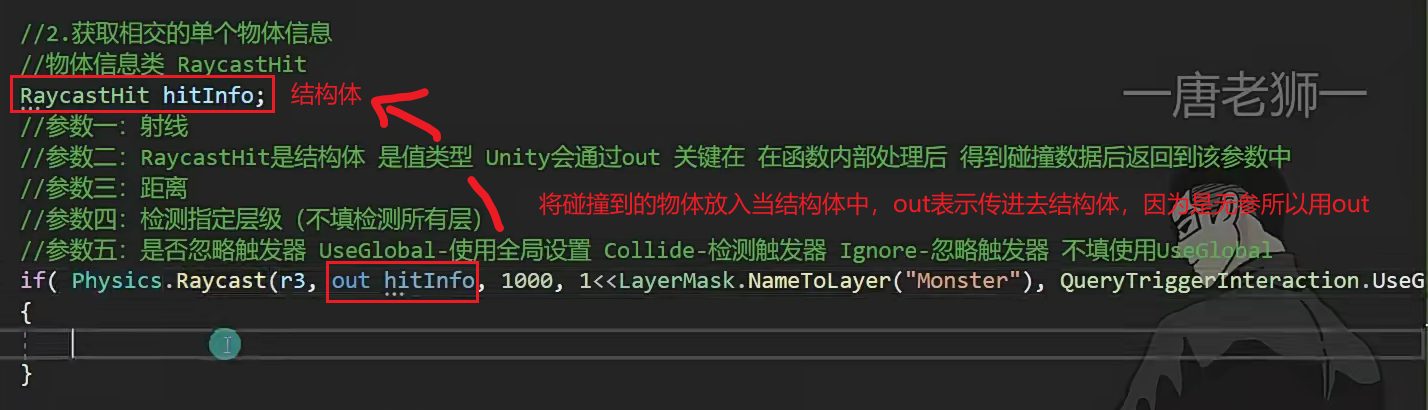 //2.获取相交的单个物体信息
//物体信息类 RaycastHit
RaycastHit hitInfo; 结构体
一唐老狮一
//参数一: 射线
//参数二: RaycastHit是结构体 是值类型 Unity会通过out 关键在 在函数内部处理后 得到碰撞数据后返回到该参数中
//参数三: 距离
将碰撞到的物体放入当结构体中，out表示传进去结构体，因为是无参所以用out
//参数四: 检测指定层级（不填检测所有层）
//参数五: 是否忽略触发器 UseGlobal-使用全局设置 Collide-检测触发器 Ignore-忽略触发器 不填使用UseGlobal
if( Physics.Raycast(r3, out hitInfo, 1000, 1<<LayerMask.NameToLayer("Monster"), QueryTriggerInteraction.UseG
{
}